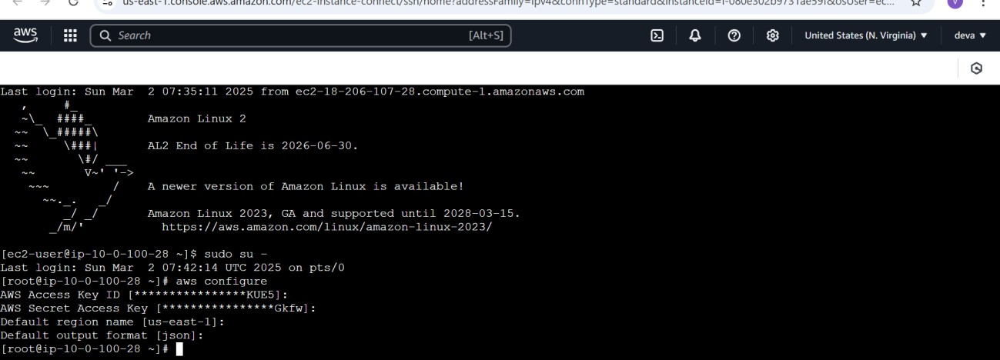 us-east-1.console.aws.amazon.com/ec2-instance-connect/ssh/home?addressFamily=ipv4&connType=standard&instanceId=i-080e302b9731ae59f&osUser=ec...
V
aws Search [Alt+S] United States (N. Virginia) ▼ deva ▼
Last login: Sun Mar  2 07:35:11 2025 from ec2-18-206-107-28.compute-1.amazonaws.com
   ,     #_
   ~\_  ####_        Amazon Linux 2
  ~~  \_#####\
  ~~     \###|       AL2 End of Life is 2026-06-30.
  ~~       \#/ ___
   ~~       V~' '->
    ~~~         /    A newer version of Amazon Linux is available!
      ~~._.   _/
         _/ _/       Amazon Linux 2023, GA and supported until 2028-03-15.
       _/m/'           https://aws.amazon.com/linux/amazon-linux-2023/
[ec2-user@ip-10-0-100-28 ~]$ sudo su -
Last login: Sun Mar  2 07:42:14 UTC 2025 on pts/0
[root@ip-10-0-100-28 ~]# aws configure
AWS Access Key ID [****************KUE5]:
AWS Secret Access Key [****************Gkfw]:
Default region name [us-east-1]:
Default output format [json]:
[root@ip-10-0-100-28 ~]#